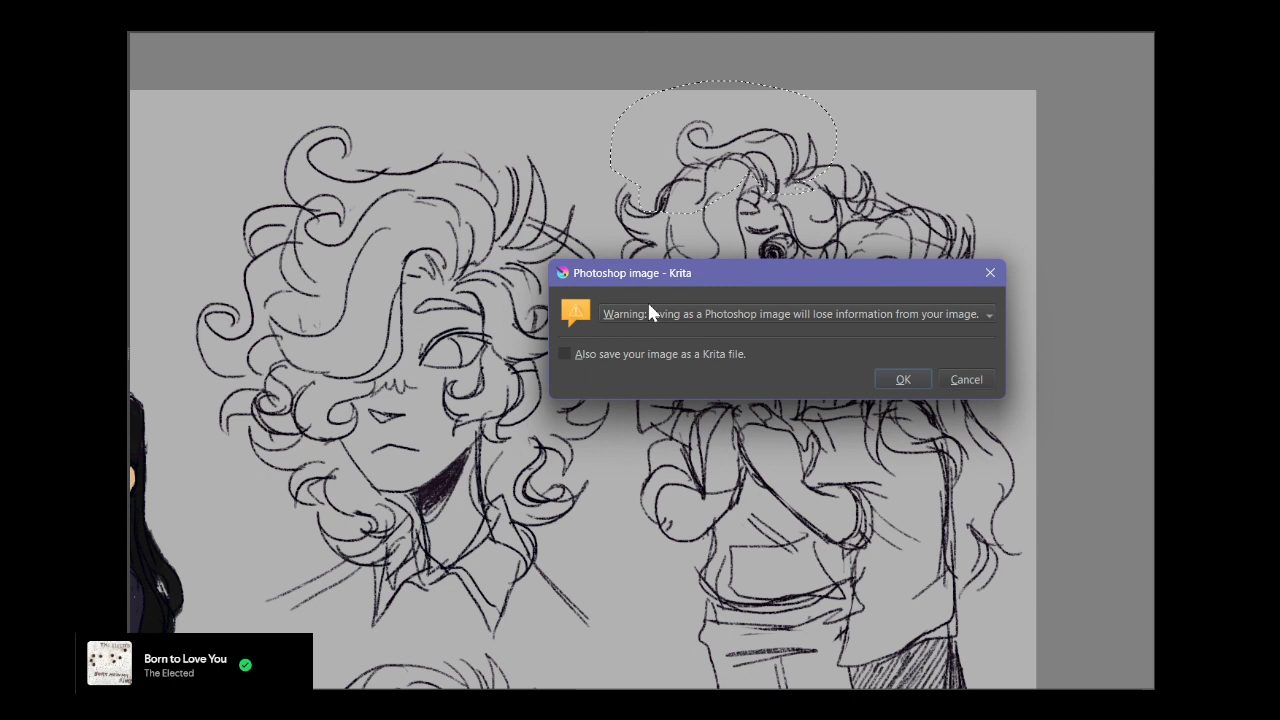 Photoshop image - Krita
Warning: ving as a Photoshop image will lose information from your image.
Also save your image as a Krita file.
OK
Cancel
Born to Love You
The Elected